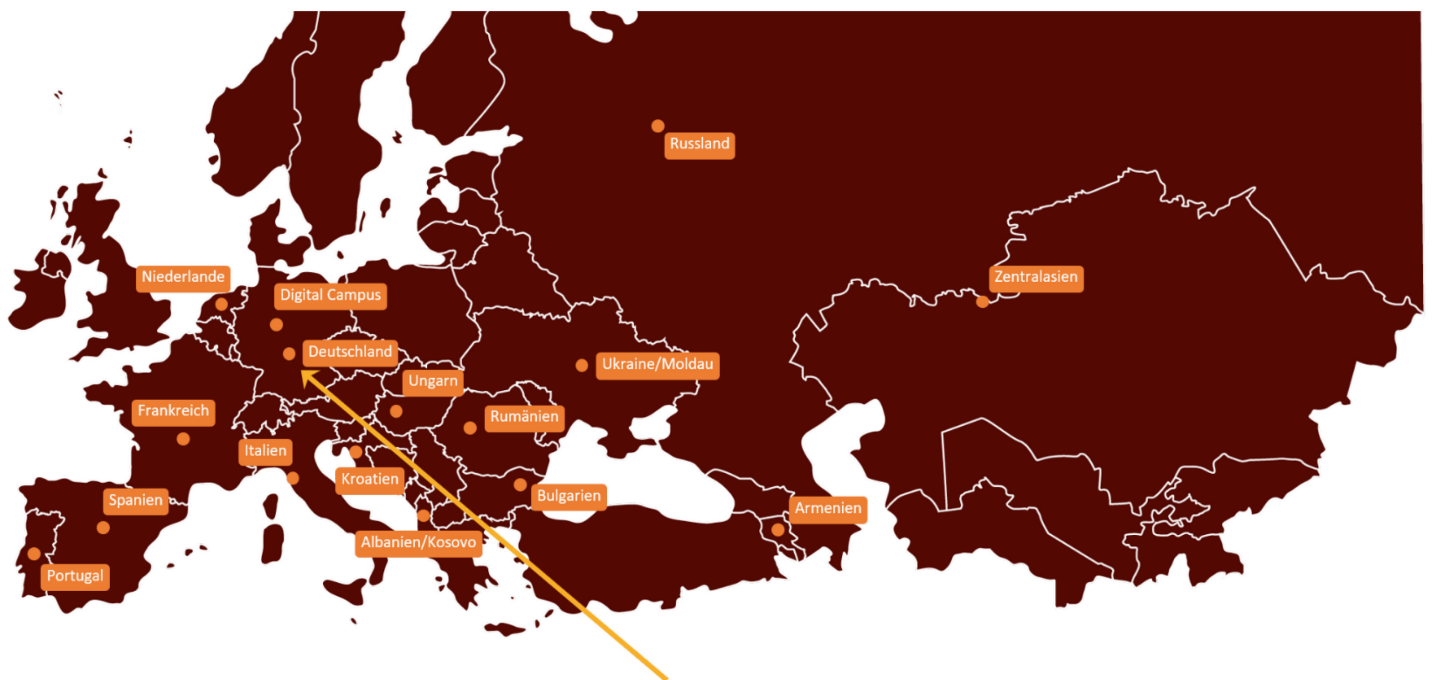 Russland
Niederlande
Zentralasien
Digital Campus
Deutschland
Ukraine/Moldau
Ungarn
Frankreich
Rumänien
Italien
Kroatien
Bulgarien
Spanien
Armenien
Albanien/Kosovo
Portugal